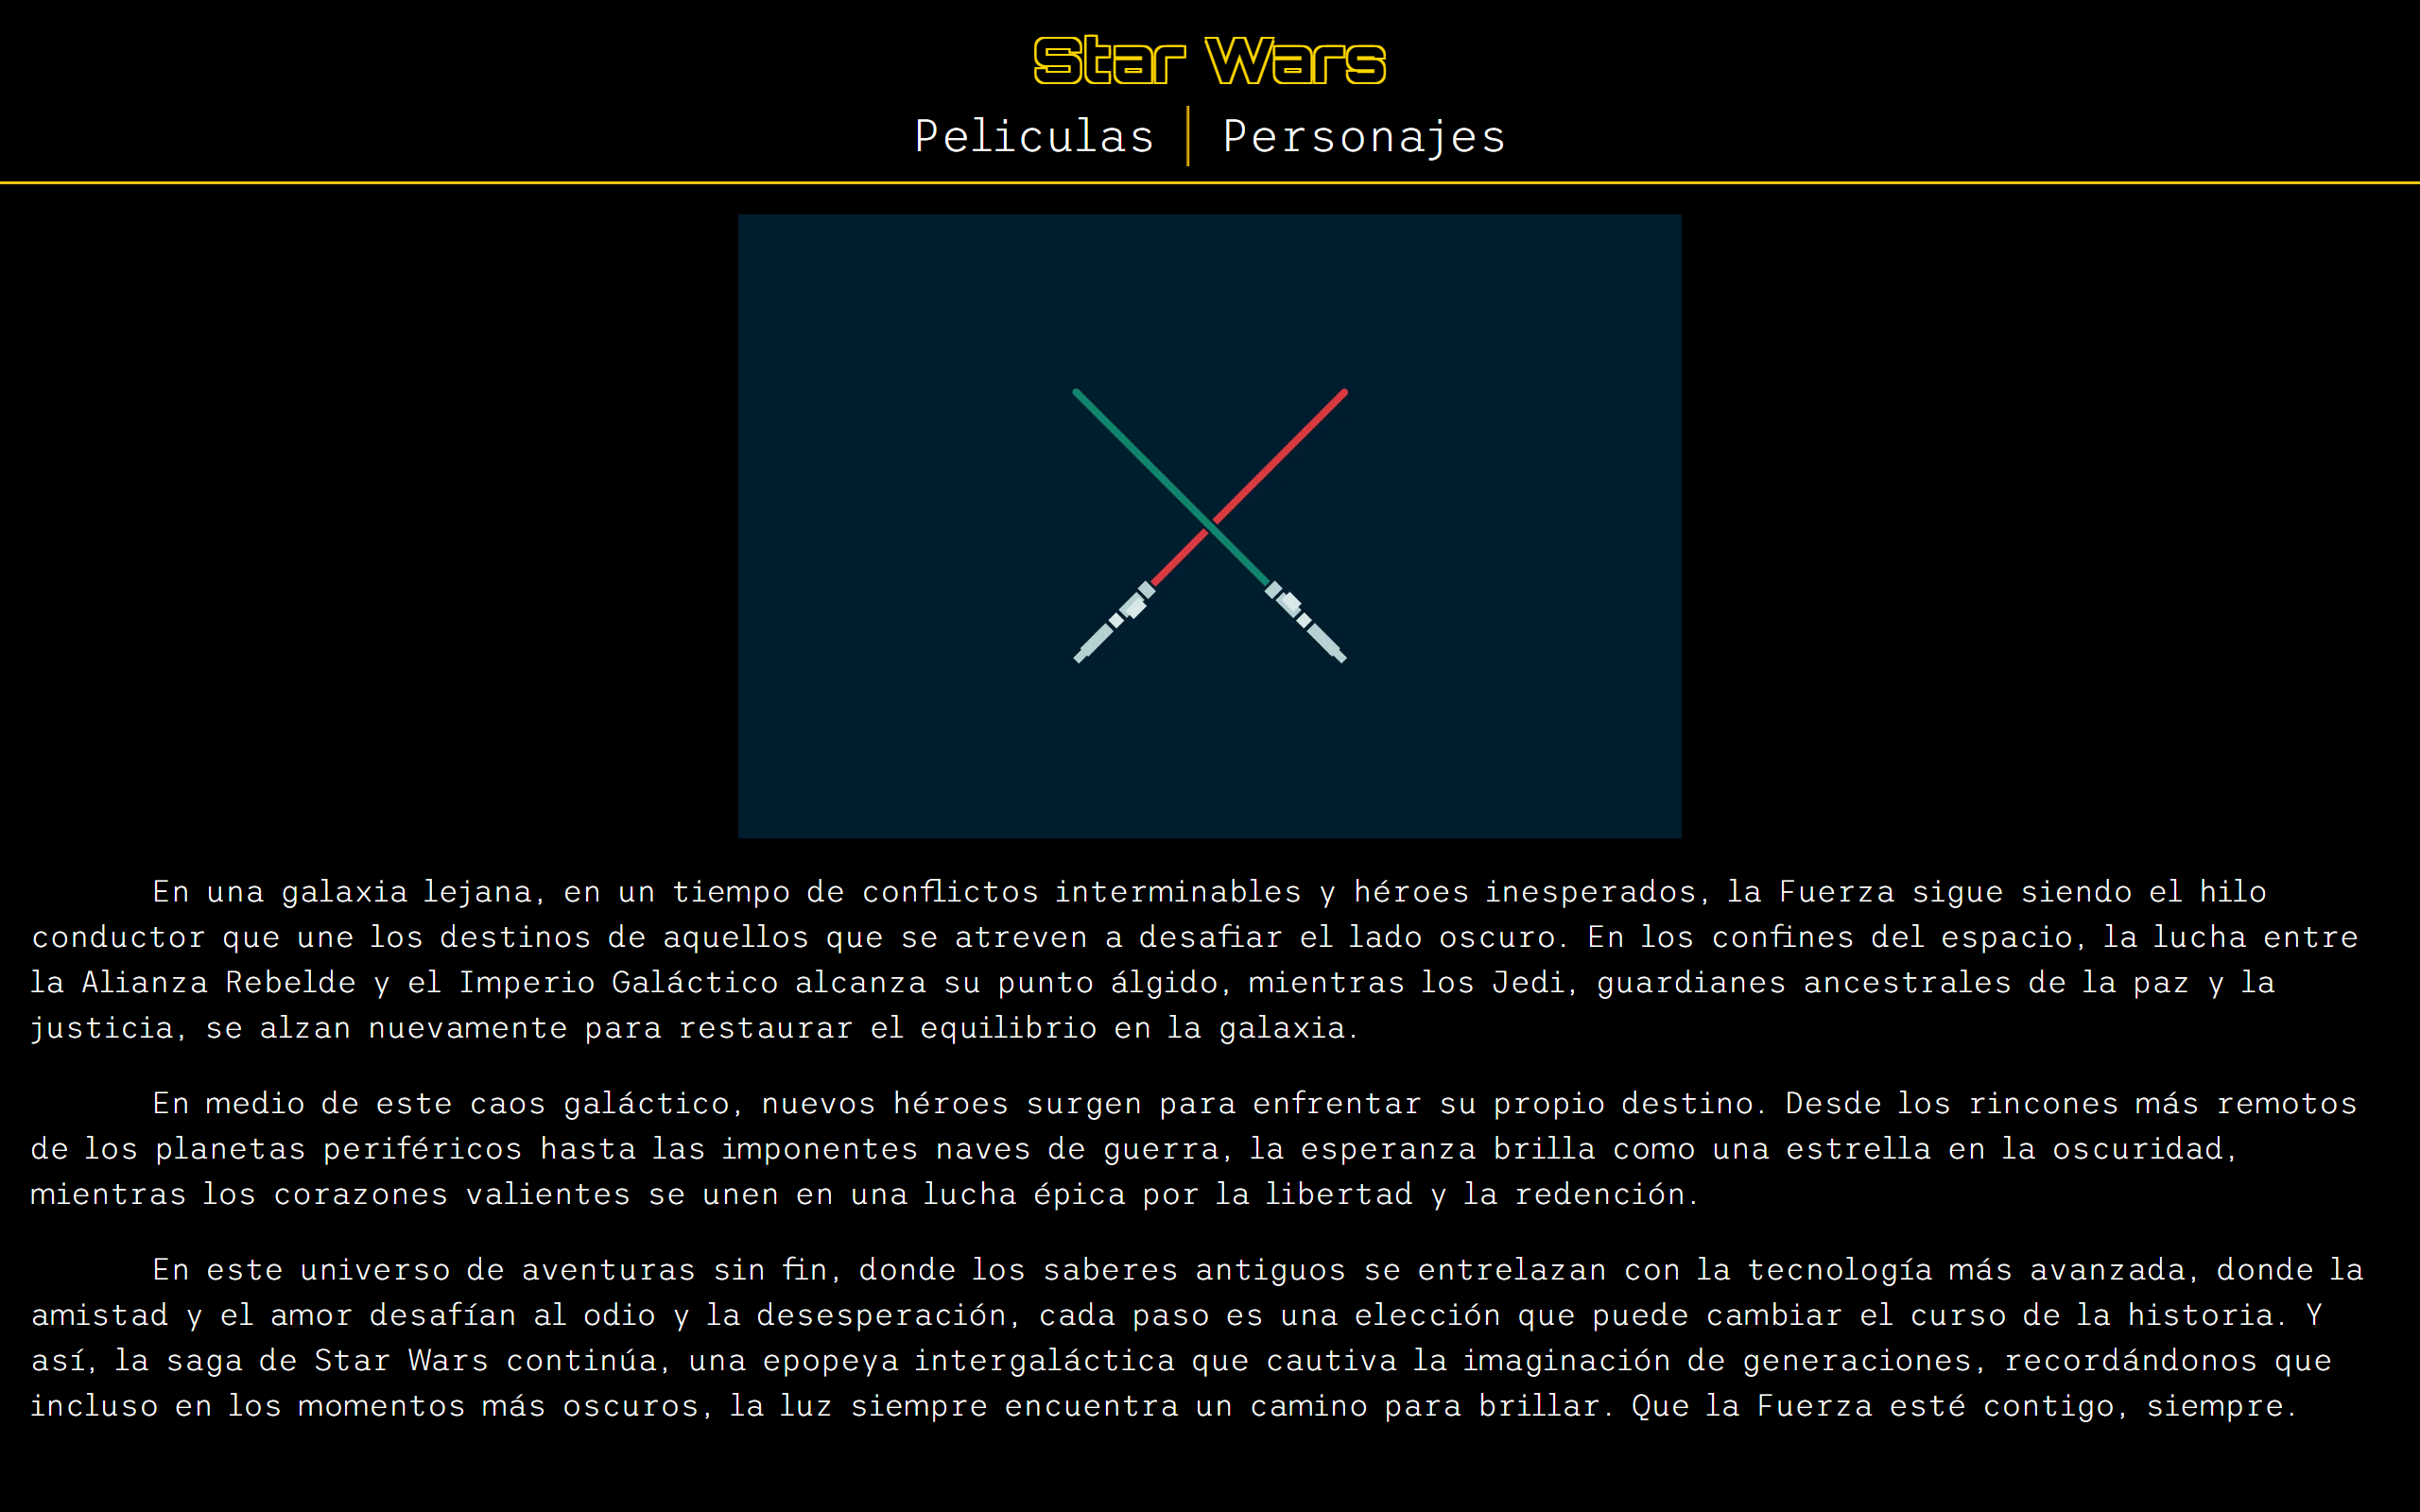 Star Wars
Peliculas
Personajes
En una galaxia lejana, en un tiempo de conflictos interminables y héroes inesperados, la Fuerza sigue siendo el hilo
conductor que une los destinos de aquellos que se atreven a desafiar el lado oscuro. En los confines del espacio, la lucha entre
la Alianza Rebelde y el Imperio Galáctico alcanza su punto álgido, mientras los Jedi, guardianes ancestrales de la paz y la
justicia, se alzan nuevamente para restaurar el equilibrio en la galaxia.
En medio de este caos galáctico, nuevos héroes surgen para enfrentar su propio destino. Desde los rincones más remotos
de los planetas periféricos hasta las imponentes naves de guerra, la esperanza brilla como una estrella en la oscuridad,
mientras los corazones valientes se unen en una lucha épica por la libertad y la redención.
En este universo de aventuras sin fin, donde los saberes antiguos se entrelazan con la tecnología más avanzada, donde la
amistad y el amor desafían al odio y la desesperación, cada paso es una elección que puede cambiar el curso de la historia. Y
así, la saga de Star Wars continúa, una epopeya intergaláctica que cautiva la imaginación de generaciones, recordándonos que
incluso en los momentos más oscuros, la luz siempre encuentra un camino para brillar. Que la Fuerza esté contigo, siempre.